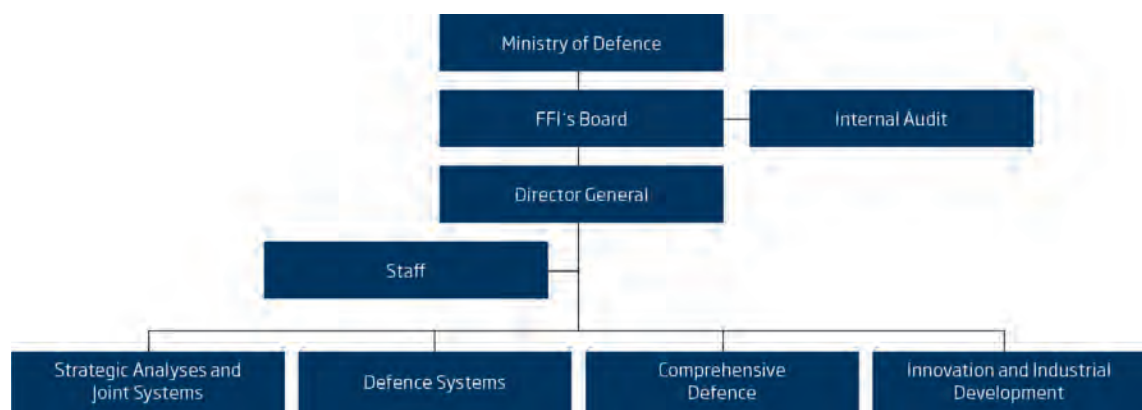 Ministry of Defence
FFI's Board
Internal Audit
Director General
Staff
Strategic Analyses and
Joint Systems
Defence Systems
Comprehensive
Defence
Innovation and Industrial
Development